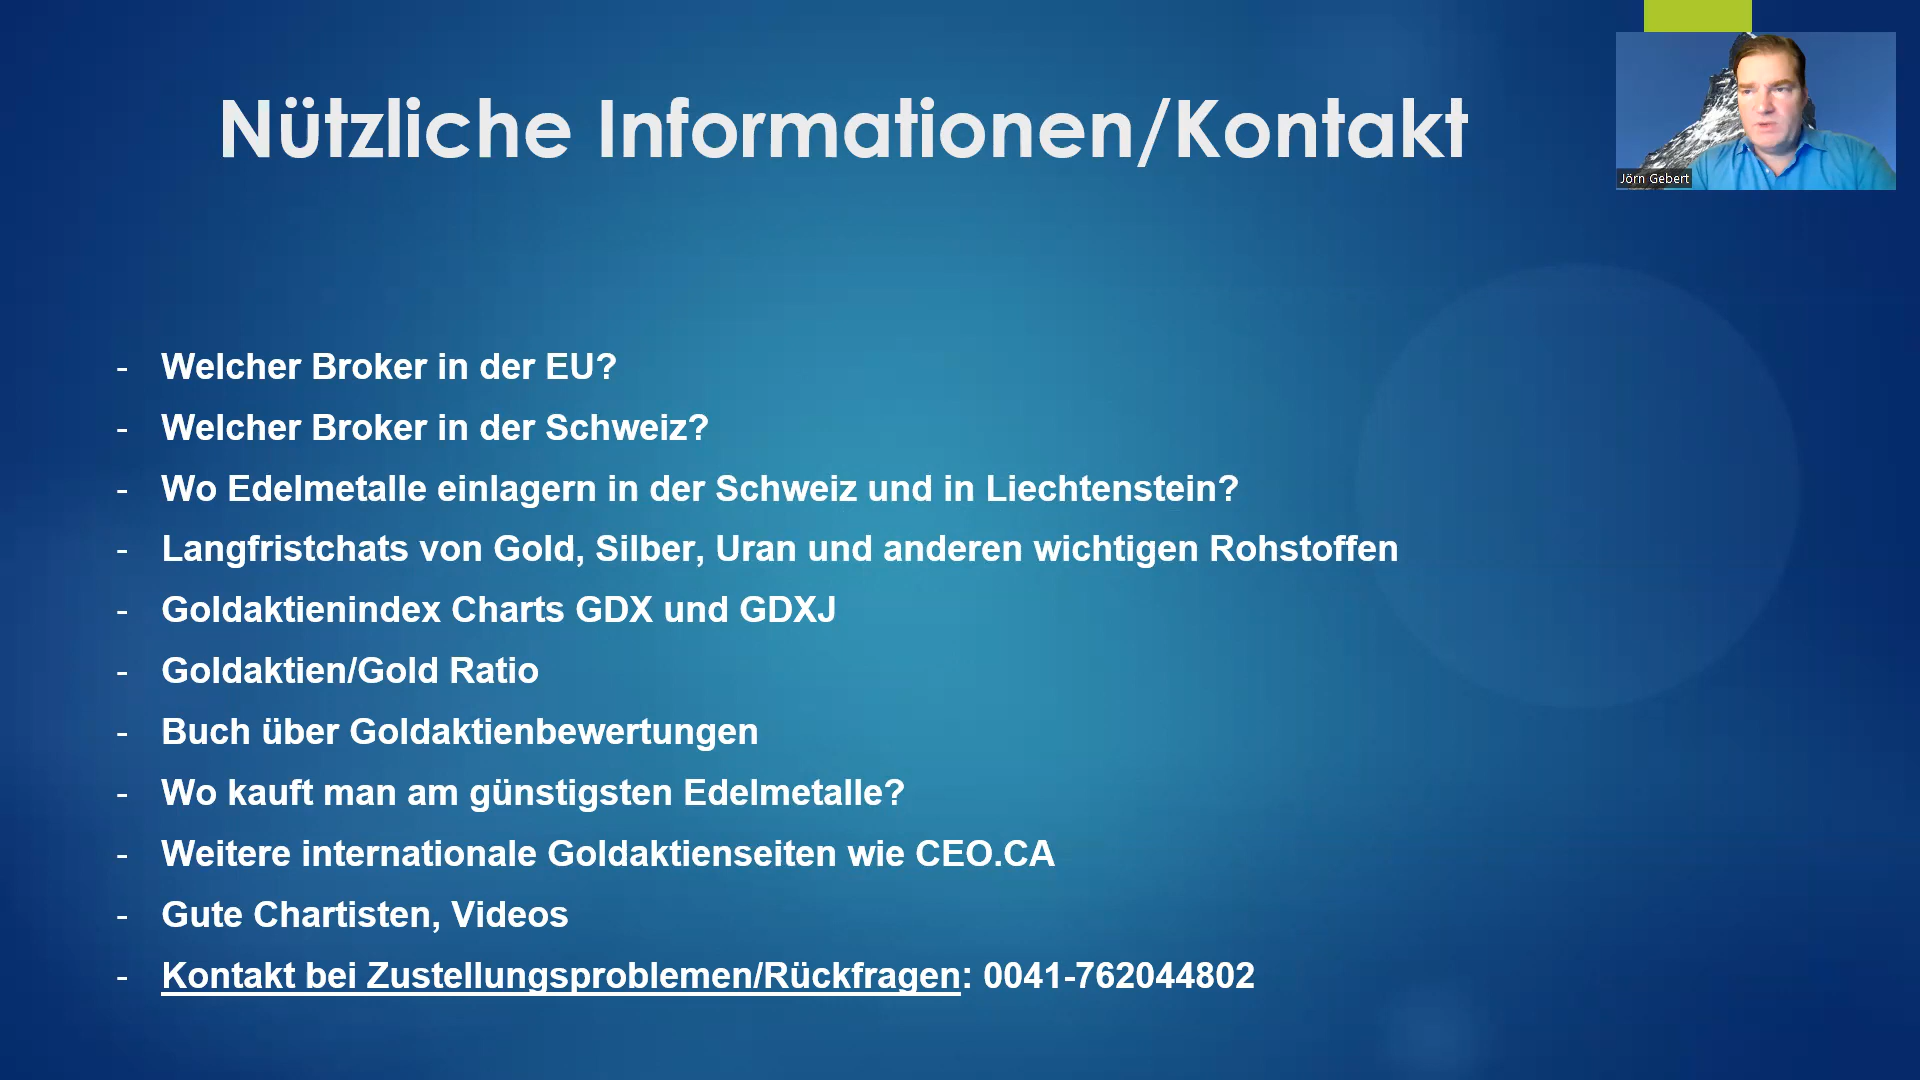 Nützliche Informationen/Kontakt
Jörn Gebert
- Welcher Broker in der EU?
- Welcher Broker in der Schweiz?
- Wo Edelmetalle einlagern in der Schweiz und in Liechtenstein?
- Langfristchats von Gold, Silber, Uran und anderen wichtigen Rohstoffen
- Goldaktienindex Charts GDX und GDXJ
- Goldaktien/Gold Ratio
- Buch über Goldaktienbewertungen
- Wo kauft man am günstigsten Edelmetalle?
- Weitere internationale Goldaktienseiten wie CEO.CA
- Gute Chartisten, Videos
- Kontakt bei Zustellungsproblemen/Rückfragen: 0041-762044802